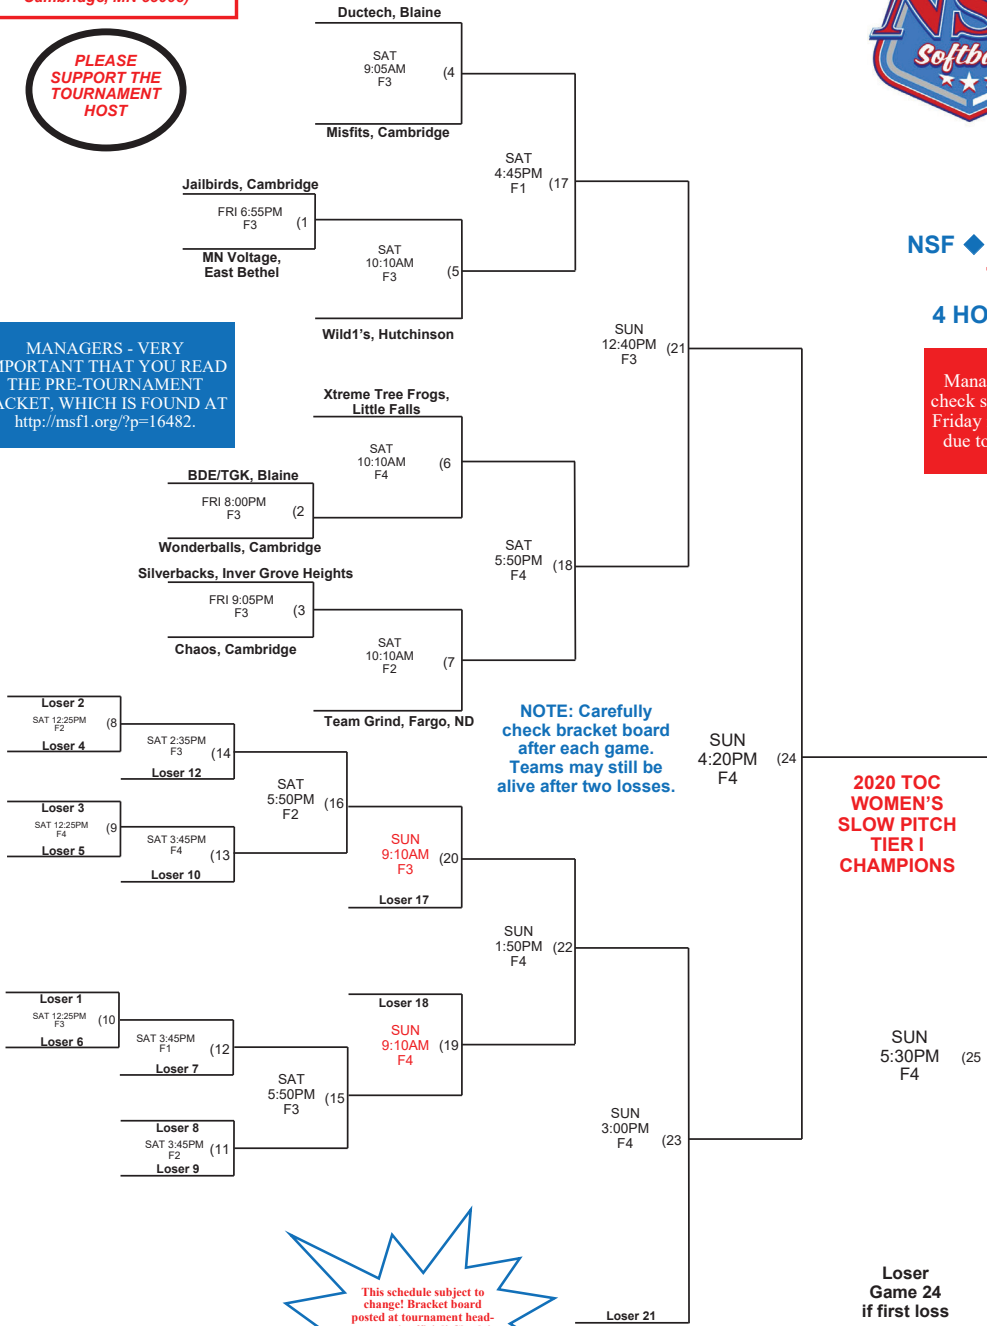 Cambridge, MN 55008)
PLEASE
SUPPORT THE
TOURNAMENT
HOST
Ductech, Blaine
SAT
9:05AM
F3
(4
Misfits, Cambridge
SAT
4:45PM
F1
(17
Jailbirds, Cambridge
FRI 6:55PM
F3
(1
MN Voltage,
East Bethel
SAT
10:10AM
F3
(5
Wild1's, Hutchinson
Softba
NSF ◆
4 HO
SUN
12:40PM
F3
(21
MANAGERS - VERY
MPORTANT THAT YOU READ
THE PRE-TOURNAMENT
ACKET, WHICH IS FOUND AT
http://msf1.org/?p=16482.
Mana
check s
Friday
due to
Xtreme Tree Frogs,
Little Falls
SAT
10:10AM
F4
(6
BDE/TGK, Blaine
FRI 8:00PM
F3
(2
Wonderballs, Cambridge
SAT
5:50PM
F4
(18
Silverbacks, Inver Grove Heights
FRI 9:05PM
F3
(3
Chaos, Cambridge
SAT
10:10AM
F2
(7
Team Grind, Fargo, ND
NOTE: Carefully
check bracket board
after each game.
Teams may still be
alive after two losses.
SUN
4:20PM
F4
(24
2020 TOC
WOMEN'S
SLOW PITCH
TIER I
CHAMPIONS
Loser 2
SAT 12:25PM
F2
(8
Loser 4
SAT 2:35PM
F3
(14
Loser 12
SAT
5:50PM
F2
(16
Loser 3
SAT 12:25PM
F4
(9
Loser 5
SAT 3:45PM
F4
(13
Loser 10
SUN
9:10AM
F3
(20
Loser 17
SUN
1:50PM
F4
(22
Loser 1
SAT 12:25PM
F3
(10
Loser 6
SAT 3:45PM
F1
(12
Loser 7
Loser 18
SUN
9:10AM
F4
(19
SAT
5:50PM
F3
(15
Loser 8
SAT 3:45PM
F2
(11
Loser 9
SUN
3:00PM
F4
(23
SUN
5:30PM
F4
(25
This schedule subject to
change! Bracket board
posted at tournament head-
Loser 21
Loser
Game 24
if first loss